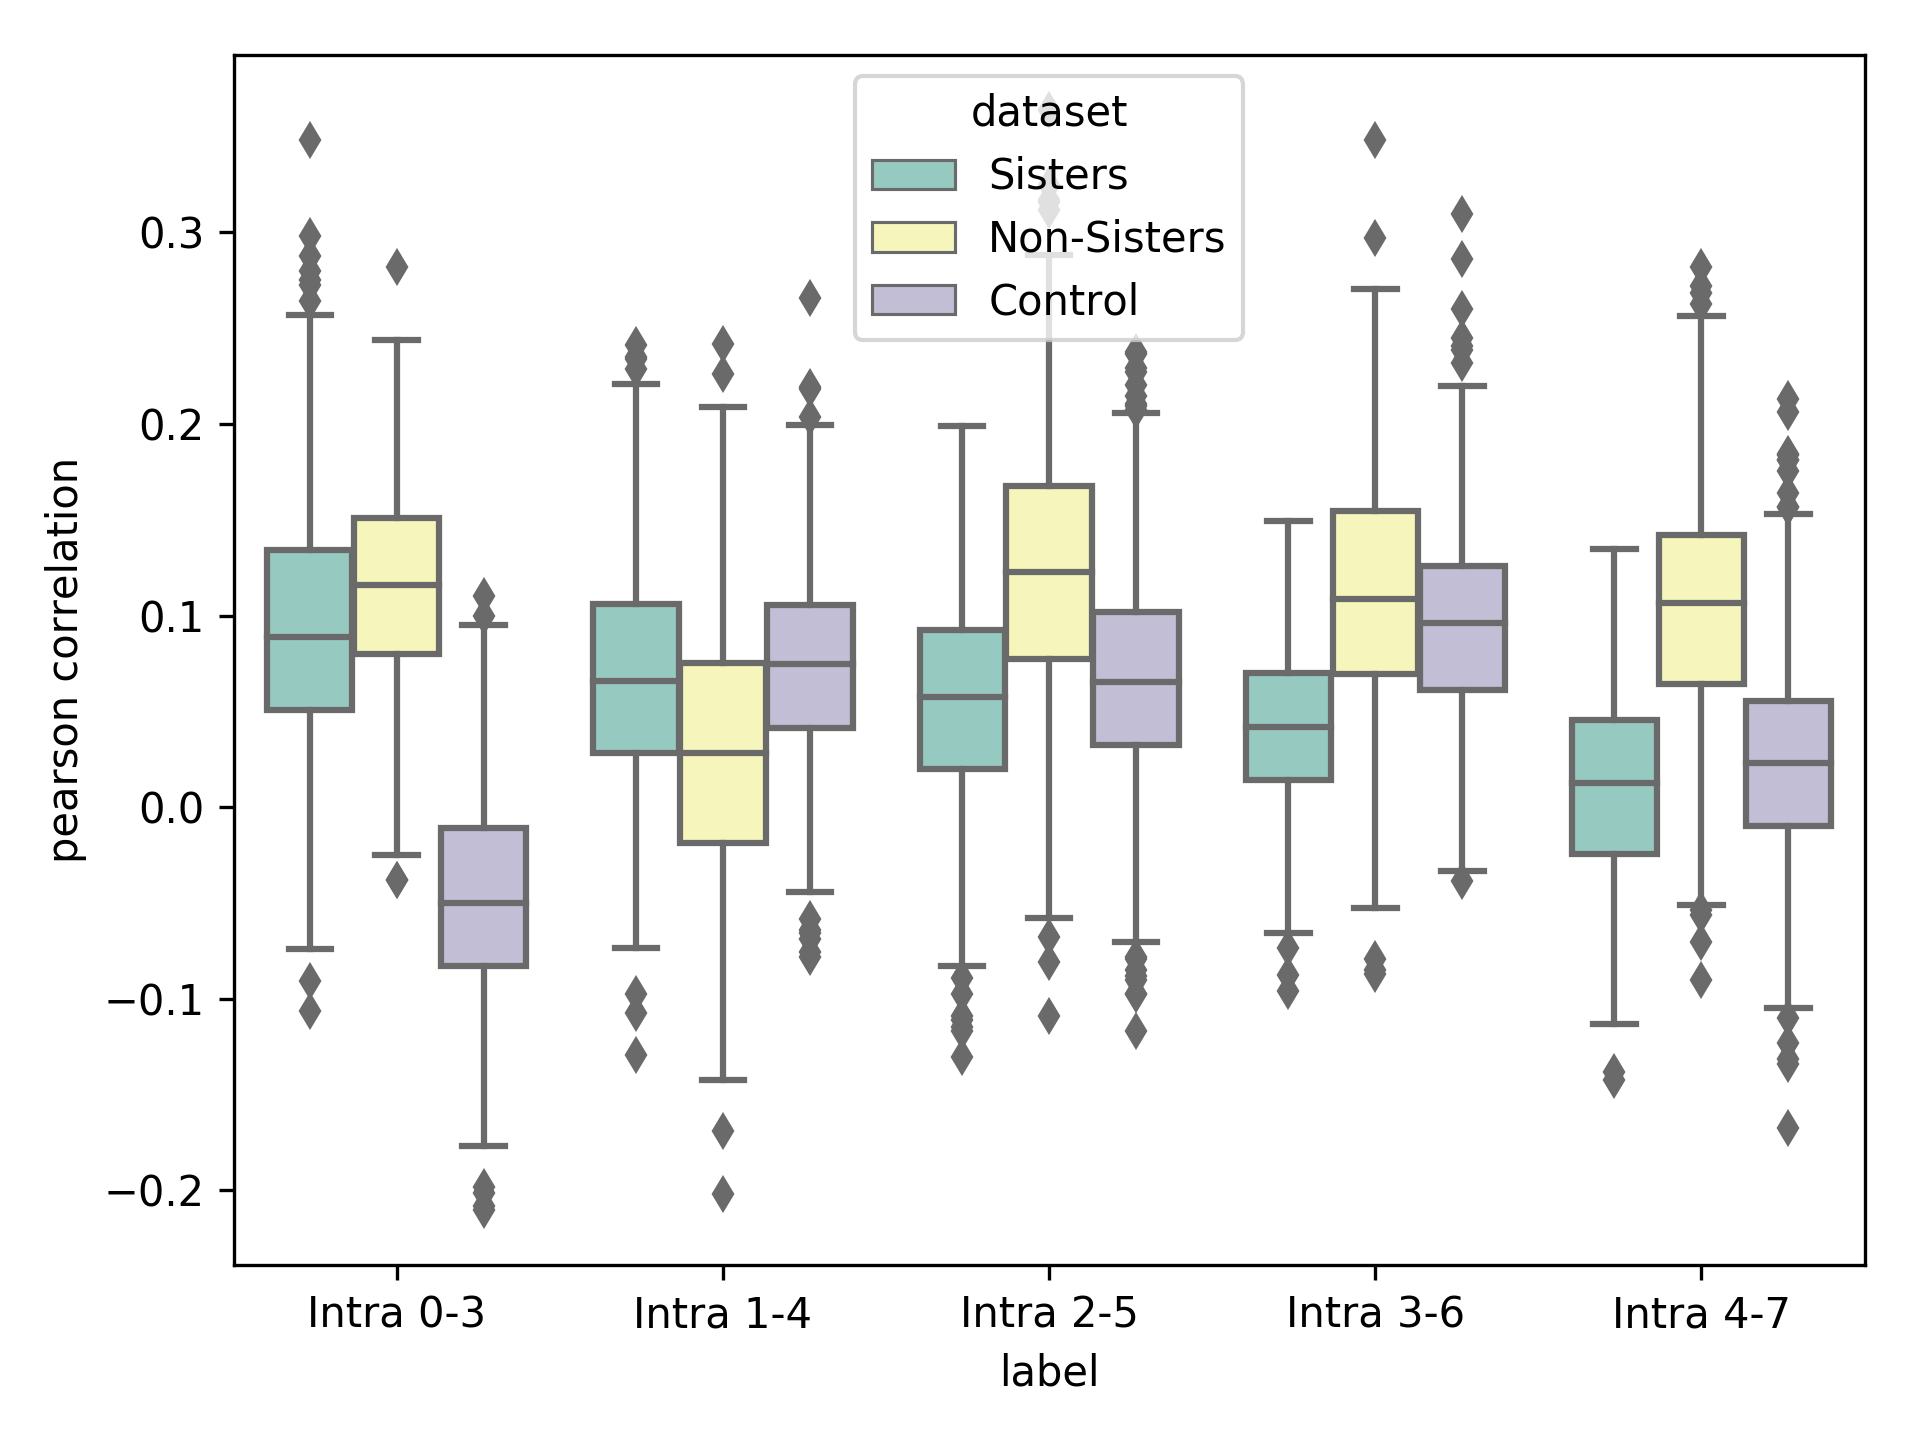 dataset
Sisters
Non-Sisters
Control
pearson correlation
0.3
0.2
0.1
0.0
−0.1
−0.2
Intra 0-3
Intra 1-4
Intra 2-5
Intra 3-6
Intra 4-7
label